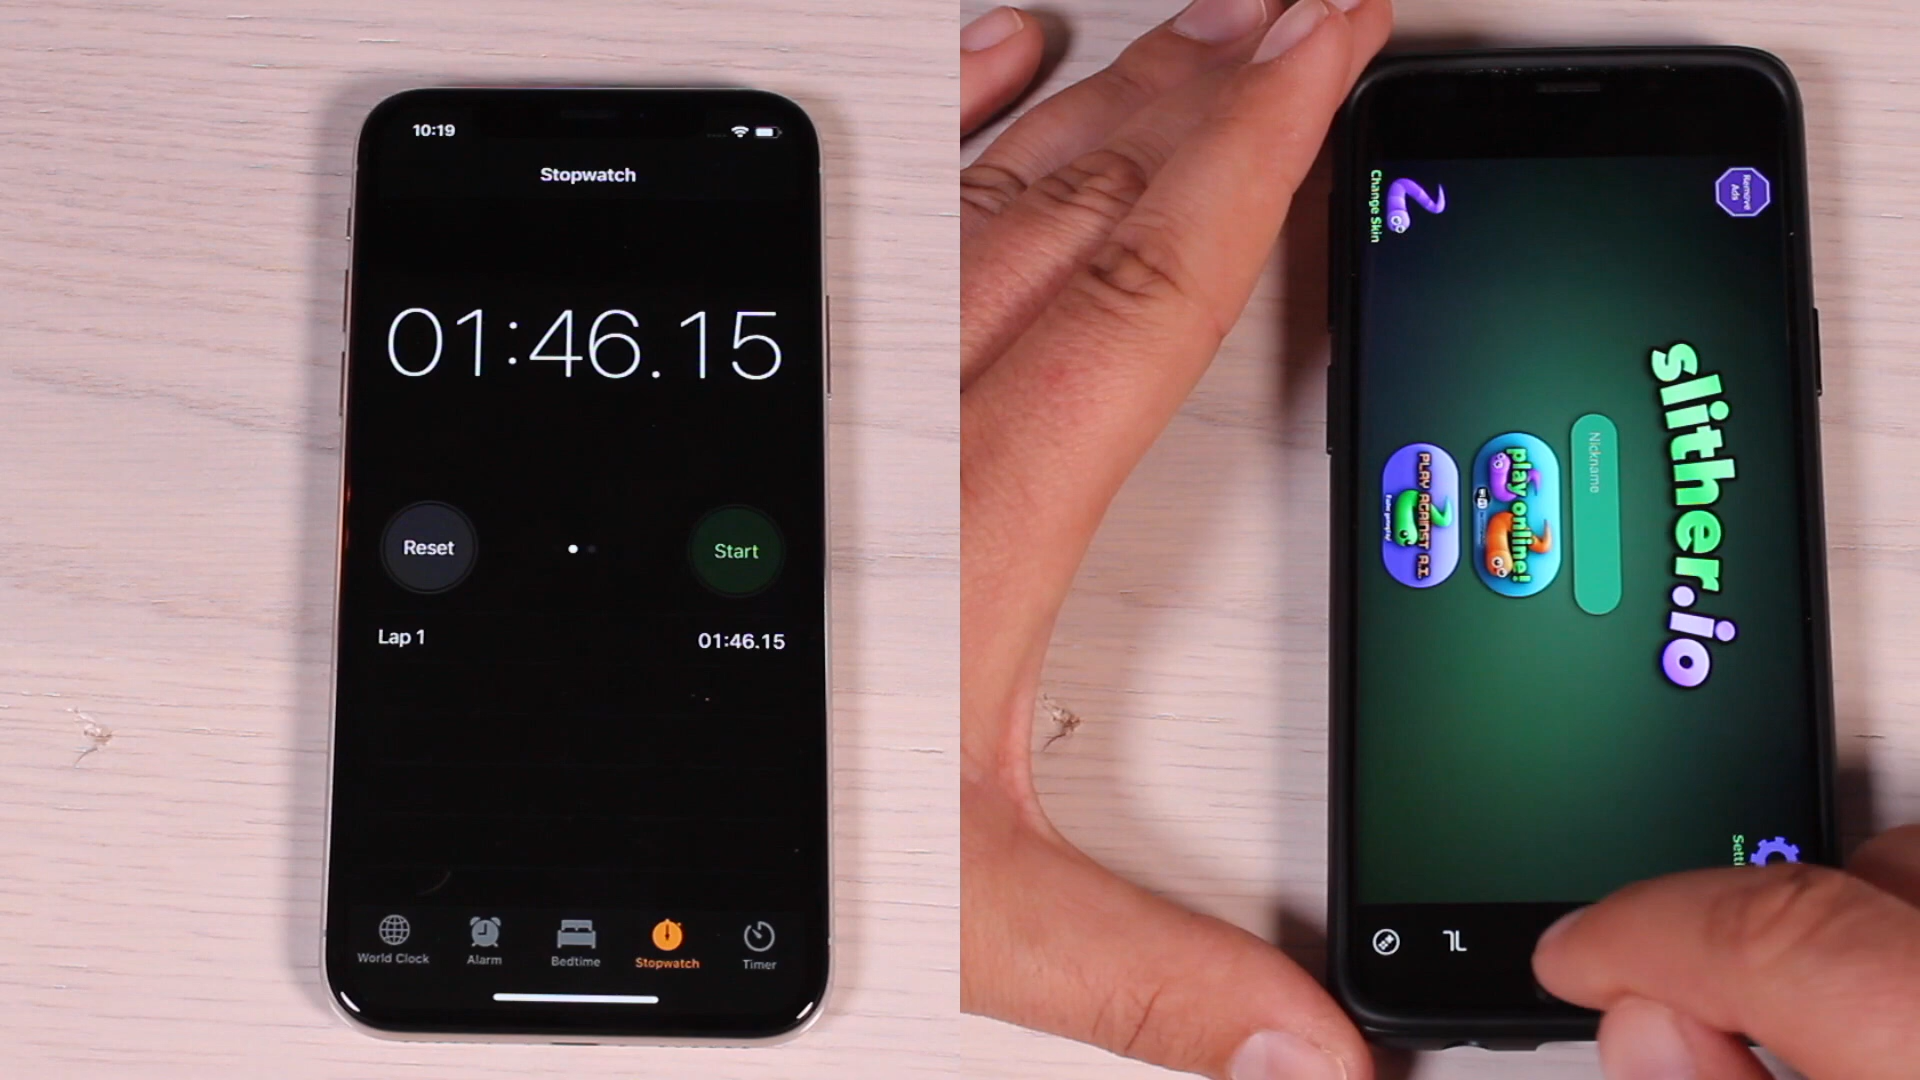 10:19
Stopwatch
01:46.15
Reset
Start
Lap 1
01:46.15
World Clock
Alarm
Bedtime
Stopwatch
Timer
Remove
Ads
slither.io
Nickname
play online!
PLAY AGAINST A.I.
Change Skin
Setti